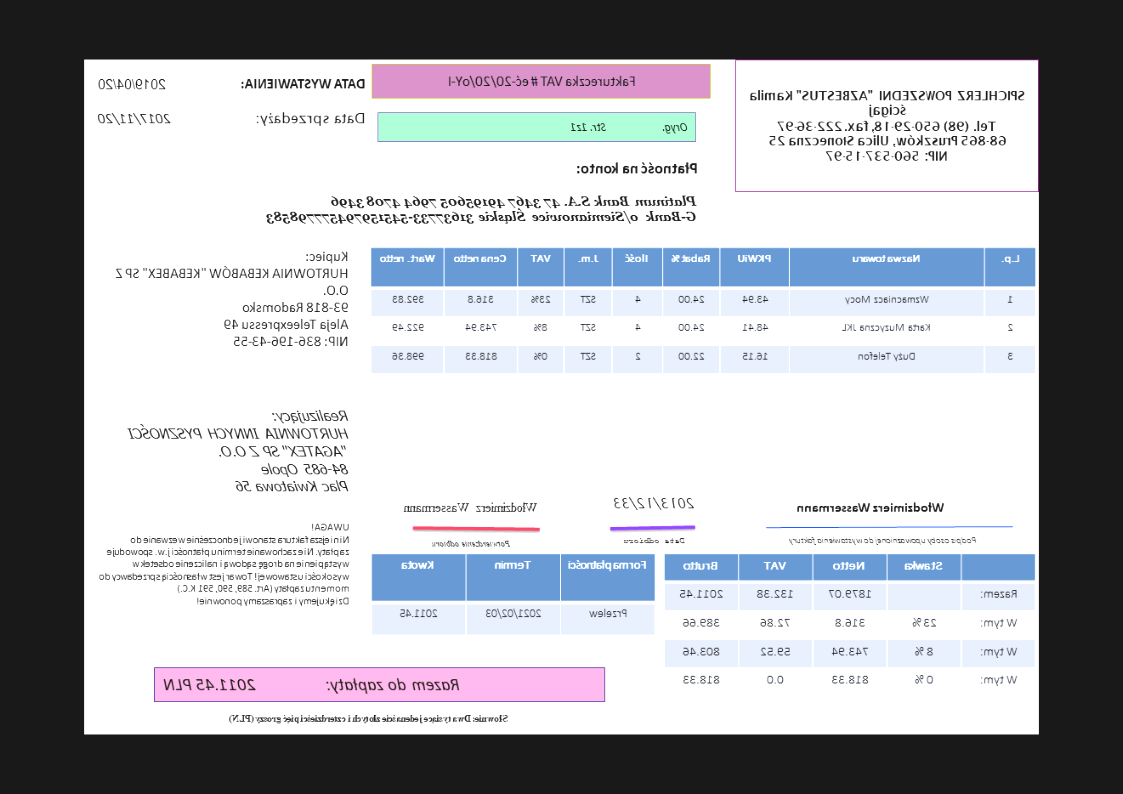 SPICHLERZ POWSZEDNI "AZBESTUS" Kamila
Ścigaj
Tel. (98) 650-29-18, fax. 222-36-97
68-865 Pruszków, Ulica Słoneczna 25
NIP: 560-537-15-97
Faktureczka VAT # eć-20/20/oY-I
DATA WYSTAWIENIA: 2019/04/20
Oryg. Str. 1z1
Data sprzedaży: 2017/11/20
Płatność na konto:
Platinum Bank S.A. 47 3467 49195605 7964 4708 3496
G-Bank o/Siemianowice Śląskie
L.p. Nazwa towaru PKWiU Rabat % Ilość J.m. VAT Cena netto Wart. netto
1 Wzmacniacz Mocy 43.94 24.00 4 SZT 23% 316.8 392.83
2 Karta Muzyczna JKL 48.41 24.00 4 SZT 8% 743.94 922.49
3 Duży Telefon 16.15 22.00 2 SZT 0% 818.33 998.36
Kupiec:
HURTOWNIA KEBABÓW "KEBABEX" SP Z
O.O.
93-818 Radomsko
Aleja Teleexpressu 49
NIP: 836-196-43-55
Realizujący:
HURTOWNIA INNYCH PYSZNOŚCI
"AGATEX" SP Z O.O.
84-685 Opole
Plac Kwiatkowa 56
Włodzimierz Wassermann
2013/12/33
Włodzimierz Wassermann
Podpis osoby upoważnionej do wystawienia faktury
Data odbioru
Potwierdzenie odbioru
UWAGA!
Niniejsza faktura stanowi jednocześnie wezwanie do
zapłaty. Niezachowanie termin płatności j.w. spowoduje
wystąpienie na drogę sądową i naliczenie odsetek w
wysokości ustawowej! Towar jest własnością sprzedawcy do
momentu zapłaty (Art. 589, 590, 591 K.C.)
Dziękujemy i zapraszamy ponownie!
Stawka Netto VAT Brutto
Razem: 1879.07 132.38 2011.45
W tym: 23 % 316.8 72.86 389.66
W tym: 8 % 743.94 59.52 803.46
W tym: 0 % 818.33 0.0 818.33
Forma płatności Termin Kwota
Przelew 2021/02/03 2011.45
Razem do zapłaty: 2011.45 PLN
Słownie: Dwa tysiące jedenaście złotych i czterdzieści pięć groszy (PLN)